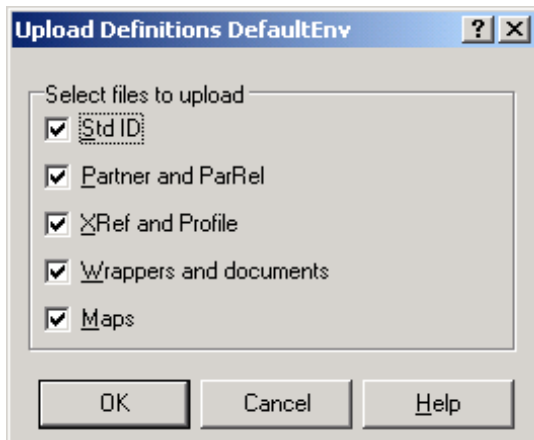 Upload Definitions DefaultEnv
Select files to upload
Std ID
Partner and ParRel
XRef and Profile
Wrappers and documents
Maps
OK Cancel Help